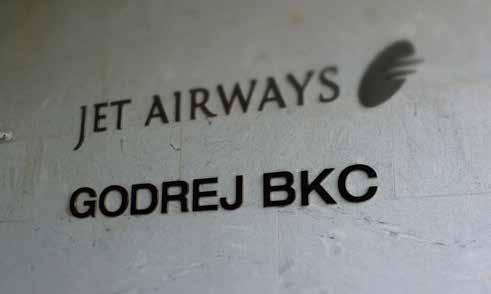 JET AIRWAYS
GODREJ BKC